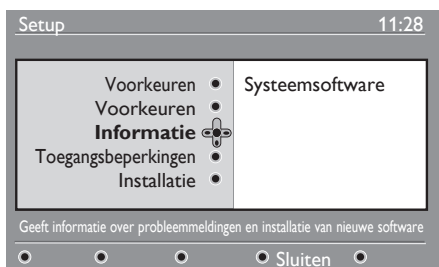 Setup 11:28
Voorkeuren Systeemsoftware
Voorkeuren
Informatie
Toegangsbeperkingen
Installatie
Geeft informatie over probleemmeldingen en installatie van nieuwe software
Sluiten